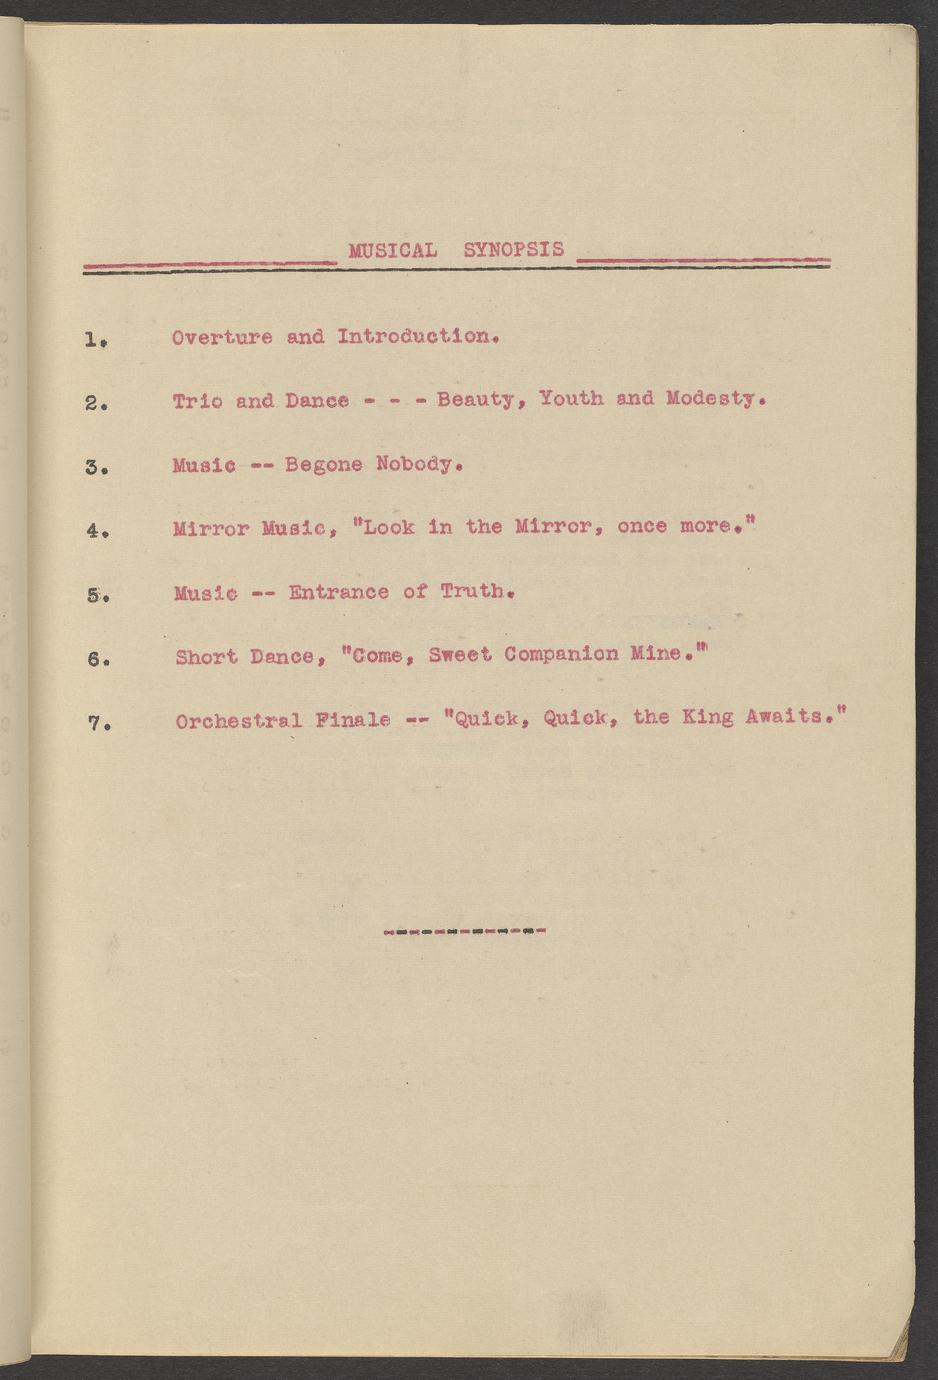 MUSICAL SYNOPSIS
1. Overture and Introduction.
2. Trio and Dance - - - Beauty, Youth and Modesty.
3. Music -- Begone Nobody.
4. Mirror Music, "Look in the Mirror, once more."
5. Music -- Entrance of Truth.
6. Short Dance, "Come, Sweet Companion Mine."
7. Orchestral Finale -- "Quick, Quick, the King Awaits."